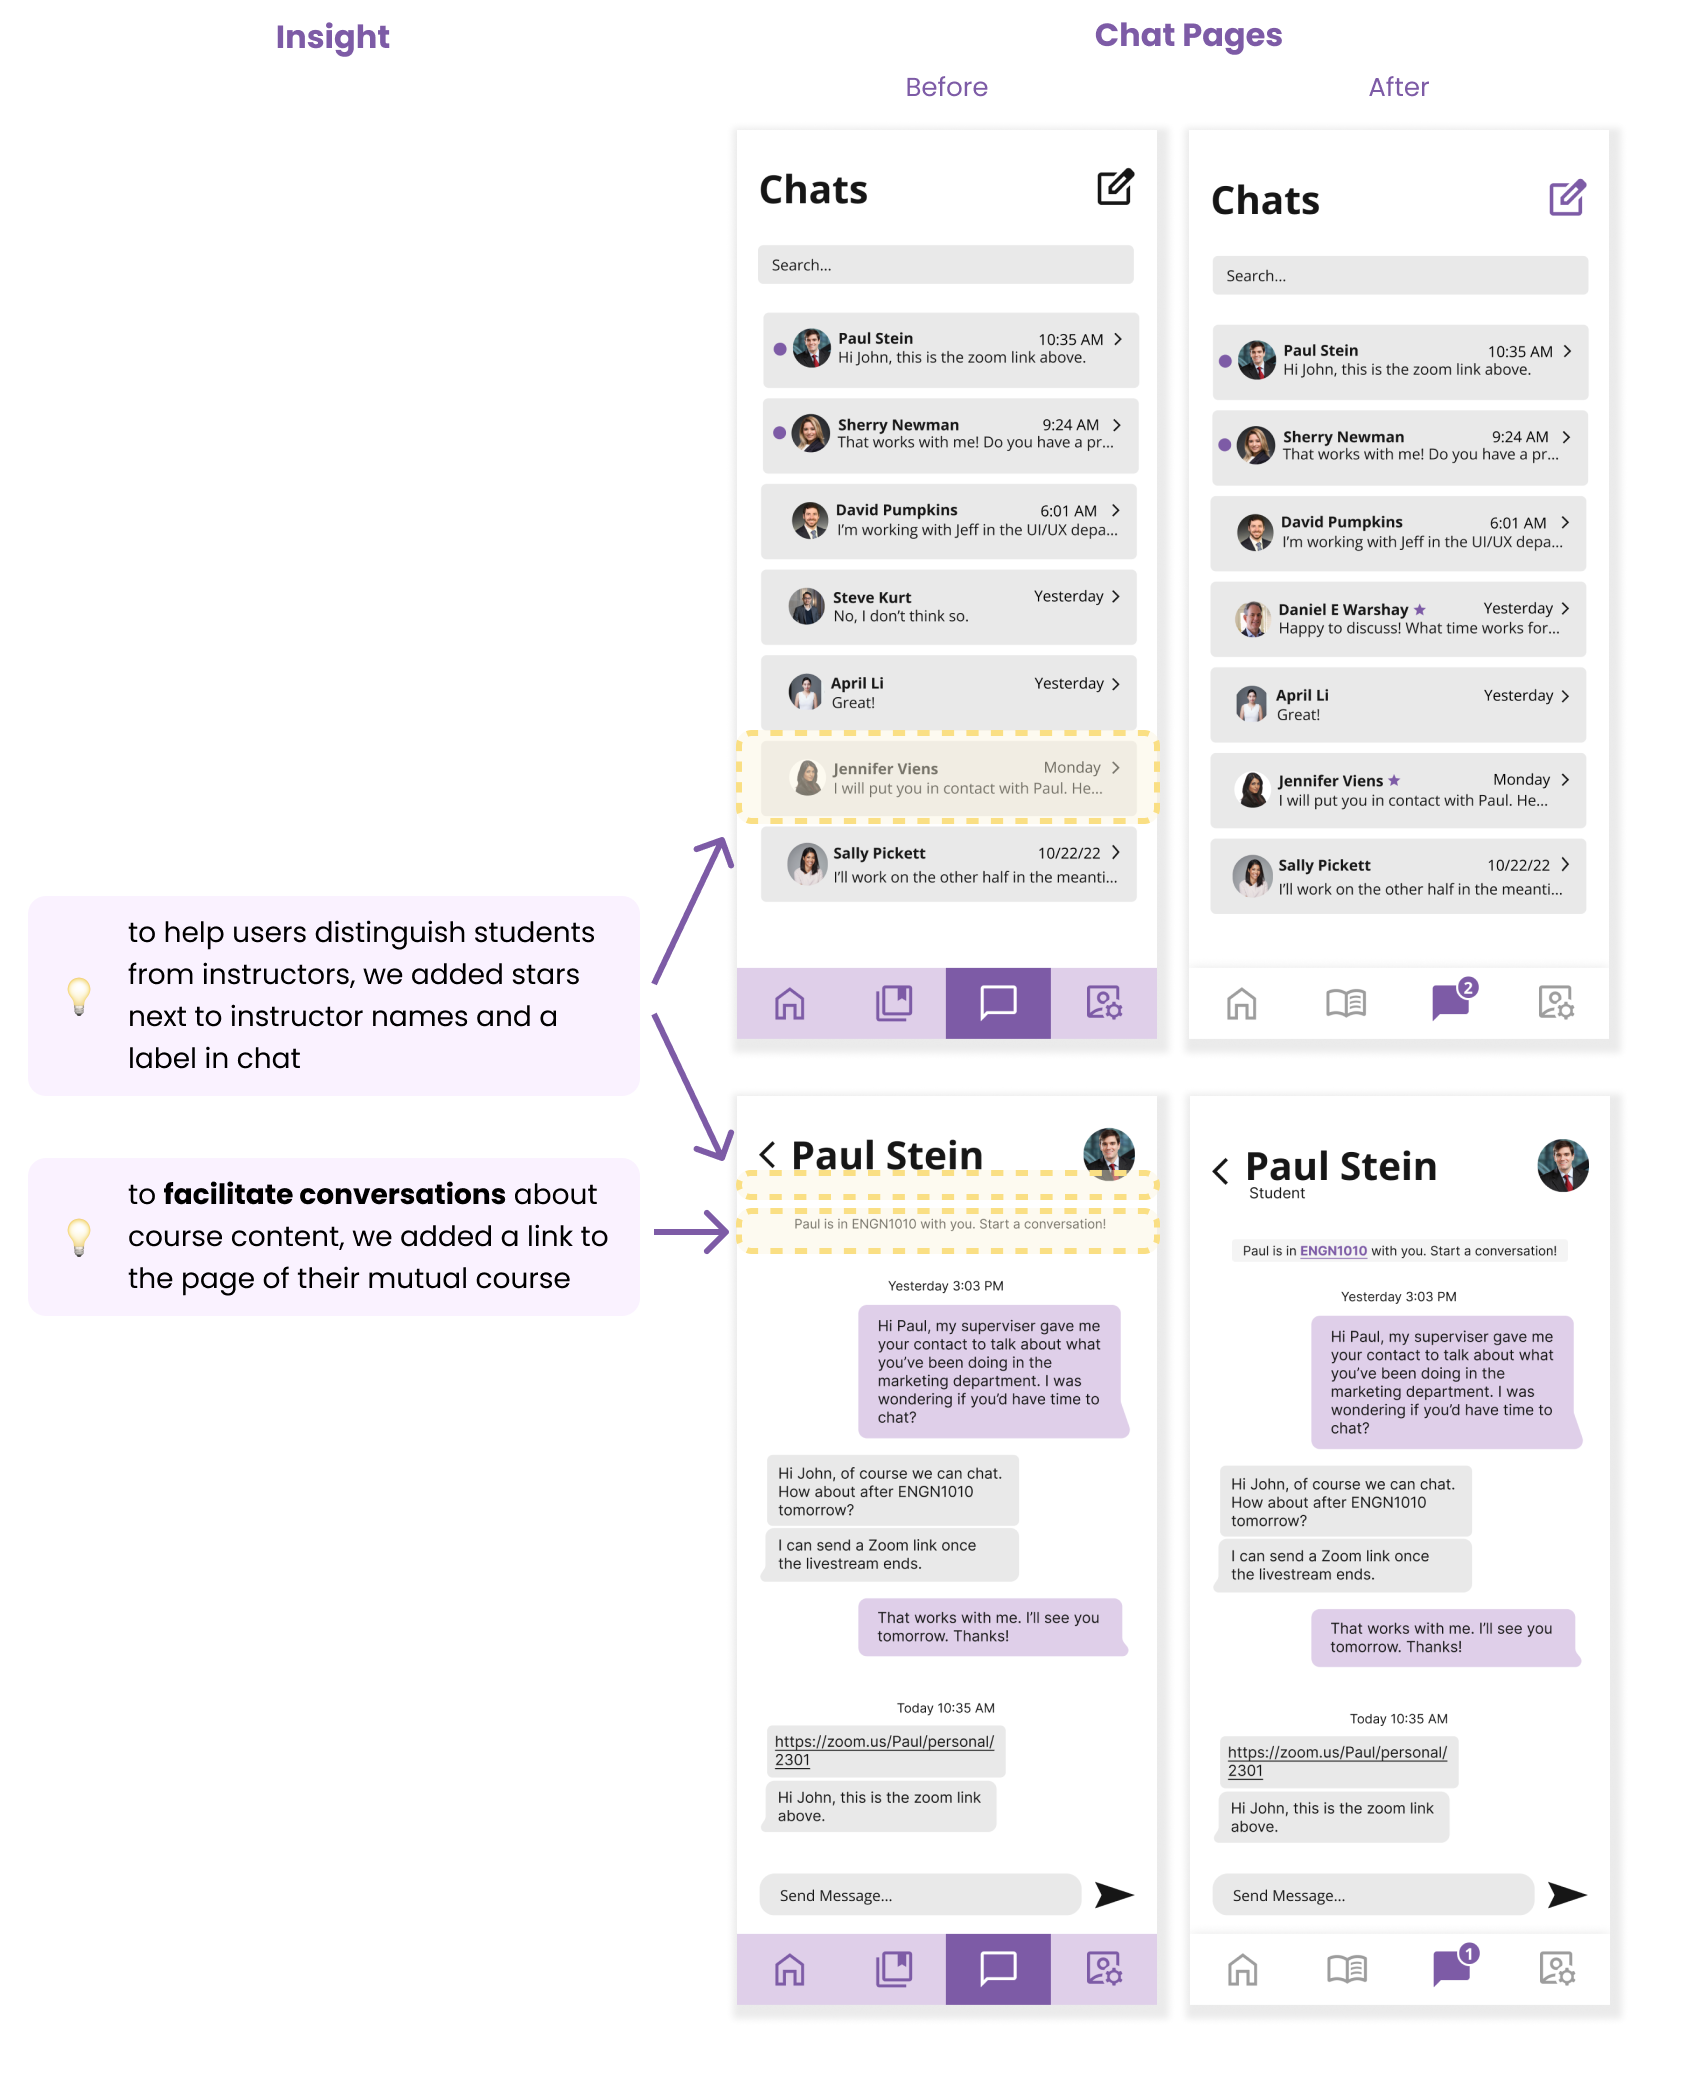 Insight
Chat Pages
Before
After
Chats
Search...
Paul Stein
10:35 AM
Hi John, this is the zoom link above.
Sherry Newman
9:24 AM
That works with me! Do you have a pr...
David Pumpkins
6:01 AM
I'm working with Jeff in the UI/UX depa...
Steve Kurt
Yesterday
No, I don't think so.
April Li
Yesterday
Great!
Jennifer Viens
Monday
I will put you in contact with Paul. He...
Sally Pickett
10/22/22
I'll work on the other half in the meanti...
Chats
Search...
Paul Stein
10:35 AM
Hi John, this is the zoom link above.
Sherry Newman
9:24 AM
That works with me! Do you have a pr...
David Pumpkins
6:01 AM
I'm working with Jeff in the UI/UX depa...
Daniel E Warshay
Yesterday
Happy to discuss! What time works for...
April Li
Yesterday
Great!
Jennifer Viens
Monday
I will put you in contact with Paul. He...
Sally Pickett
10/22/22
I'll work on the other half in the meanti...
2
to help users distinguish students
from instructors, we added stars
next to instructor names and a
label in chat
to facilitate conversations about
course content, we added a link to
the page of their mutual course
Paul Stein
Paul is in ENGN1010 with you. Start a conversation!
Yesterday 3:03 PM
Hi Paul, my superviser gave me
your contact to talk about what
you've been doing in the
marketing department. I was
wondering if you'd have time to
chat?
Hi John, of course we can chat.
How about after ENGN1010
tomorrow?
I can send a Zoom link once
the livestream ends.
That works with me. I'll see you
tomorrow. Thanks!
Today 10:35 AM
https://zoom.us/Paul/personal/
2301
Hi John, this is the zoom link
above.
Send Message...
Paul Stein
Student
Paul is in ENGN1010 with you. Start a conversation!
Yesterday 3:03 PM
Hi Paul, my superviser gave me
your contact to talk about what
you've been doing in the
marketing department. I was
wondering if you'd have time to
chat?
Hi John, of course we can chat.
How about after ENGN1010
tomorrow?
I can send a Zoom link once
the livestream ends.
That works with me. I'll see you
tomorrow. Thanks!
Today 10:35 AM
https://zoom.us/Paul/personal/
2301
Hi John, this is the zoom link
above.
Send Message...
1